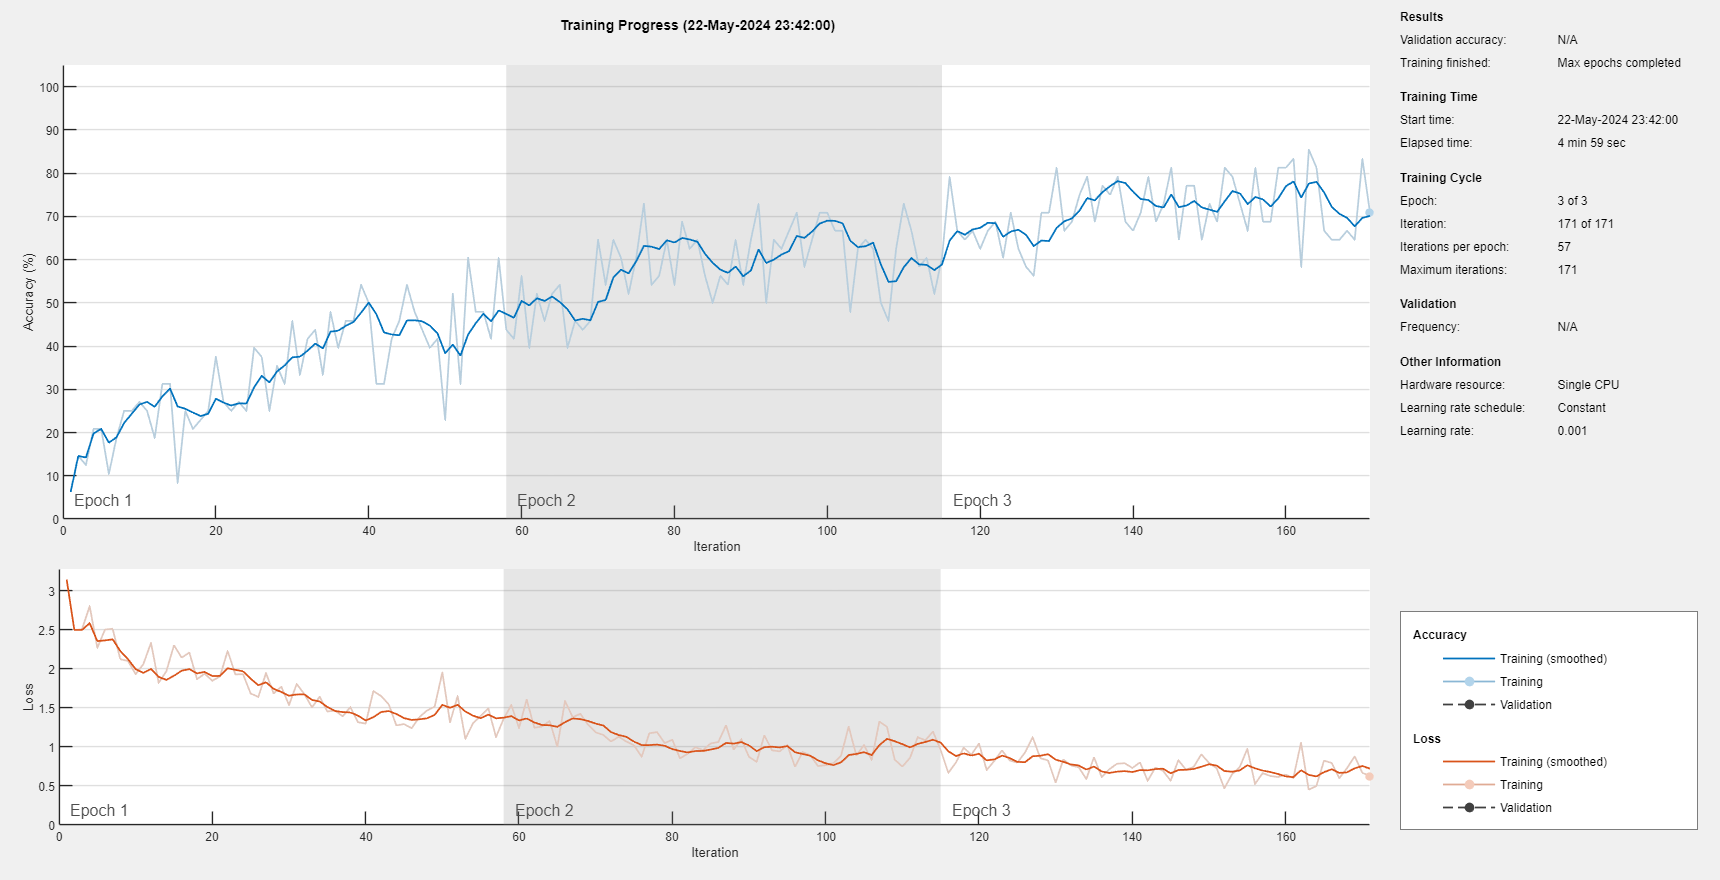 Training Progress (22-May-2024 23:42:00)
100
90
80
70
60
50
40
30
20
10
0
Accuracy (%)
Epoch 1
Epoch 2
Epoch 3
0
20
40
60
80
100
120
140
160
Iteration
3
2.5
2
1.5
1
0.5
0
Loss
Epoch 1
Epoch 2
Epoch 3
0
20
40
60
80
100
120
140
160
Iteration
Results
Validation accuracy: N/A
Training finished: Max epochs completed
Training Time
Start time: 22-May-2024 23:42:00
Elapsed time: 4 min 59 sec
Training Cycle
Epoch: 3 of 3
Iteration: 171 of 171
Iterations per epoch: 57
Maximum iterations: 171
Validation
Frequency: N/A
Other Information
Hardware resource: Single CPU
Learning rate schedule: Constant
Learning rate: 0.001
Accuracy
Training (smoothed)
Training
Validation
Loss
Training (smoothed)
Training
Validation